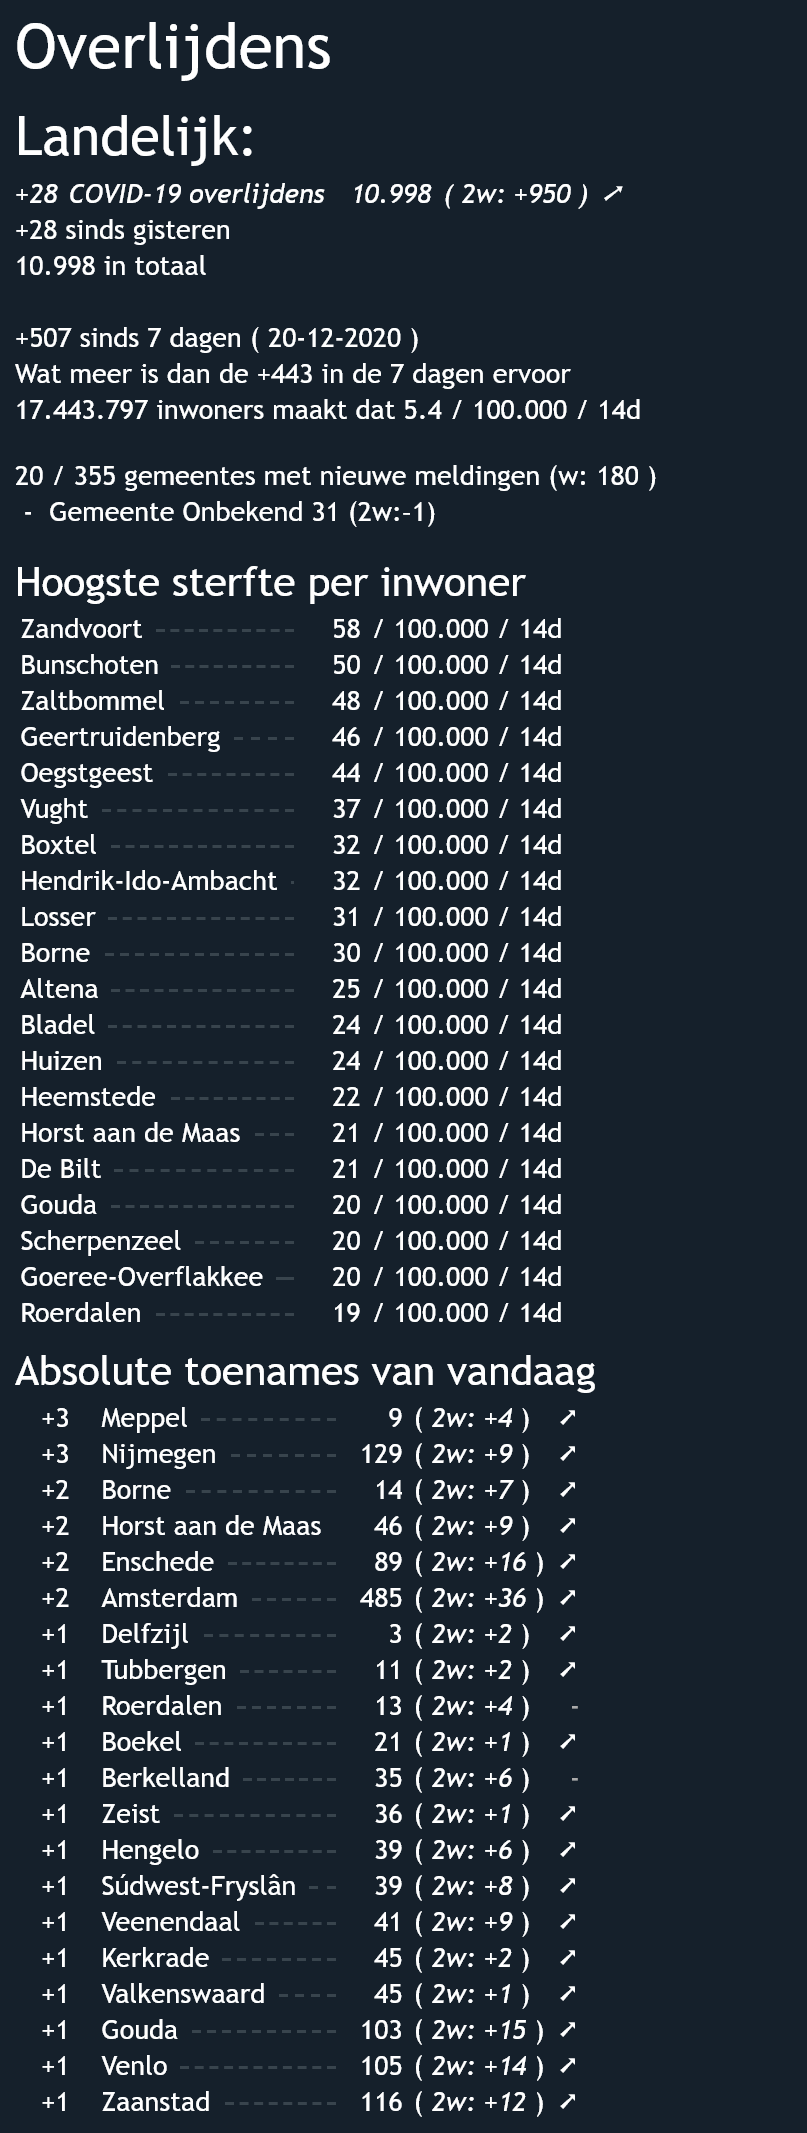 Overlijdens
Landelijk:
+28 COVID-19 overlijdens 10.998 ( 2w: +950 ) ➚
+28 sinds gisteren
10.998 in totaal
+507 sinds 7 dagen ( 20-12-2020 )
Wat meer is dan de +443 in de 7 dagen ervoor
17.443.797 inwoners maakt dat 5.4 / 100.000 / 14d
20 / 355 gemeentes met nieuwe meldingen (w: 180 )
- Gemeente Onbekend 31 (2w:-1)
Hoogste sterfte per inwoner
Zandvoort ---------- 58 / 100.000 / 14d
Bunschoten --------- 50 / 100.000 / 14d
Zaltbommel -------- 48 / 100.000 / 14d
Geertruidenberg ---- 46 / 100.000 / 14d
Oegstgeest --------- 44 / 100.000 / 14d
Vught ------------- 37 / 100.000 / 14d
Boxtel ------------ 32 / 100.000 / 14d
Hendrik-Ido-Ambacht - 32 / 100.000 / 14d
Losser ------------- 31 / 100.000 / 14d
Borne ------------- 30 / 100.000 / 14d
Altena ------------ 25 / 100.000 / 14d
Bladel ------------- 24 / 100.000 / 14d
Huizen ------------ 24 / 100.000 / 14d
Heemstede --------- 22 / 100.000 / 14d
Horst aan de Maas --- 21 / 100.000 / 14d
De Bilt ------------ 21 / 100.000 / 14d
Gouda ------------ 20 / 100.000 / 14d
Scherpenzeel ------- 20 / 100.000 / 14d
Goeree-Overflakkee — 20 / 100.000 / 14d
Roerdalen ---------- 19 / 100.000 / 14d
Absolute toenames van vandaag
+3 Meppel --------- 9 ( 2w: +4 ) ➚
+3 Nijmegen ------- 129 ( 2w: +9 ) ➚
+2 Borne ---------- 14 ( 2w: +7 ) ➚
+2 Horst aan de Maas 46 ( 2w: +9 ) ➚
+2 Enschede -------- 89 ( 2w: +16 ) ➚
+2 Amsterdam ------ 485 ( 2w: +36 ) ➚
+1 Delfzijl --------- 3 ( 2w: +2 ) ➚
+1 Tubbergen ------- 11 ( 2w: +2 ) ➚
+1 Roerdalen ------- 13 ( 2w: +4 ) -
+1 Boekel ---------- 21 ( 2w: +1 ) ➚
+1 Berkelland ------- 35 ( 2w: +6 ) -
+1 Zeist ----------- 36 ( 2w: +1 ) ➚
+1 Hengelo --------- 39 ( 2w: +6 ) ➚
+1 Súdwest-Fryslân -- 39 ( 2w: +8 ) ➚
+1 Veenendaal ------ 41 ( 2w: +9 ) ➚
+1 Kerkrade -------- 45 ( 2w: +2 ) ➚
+1 Valkenswaard ---- 45 ( 2w: +1 ) ➚
+1 Gouda ---------- 103 ( 2w: +15 ) ➚
+1 Venlo ----------- 105 ( 2w: +14 ) ➚
+1 Zaanstad -------- 116 ( 2w: +12 ) ➚